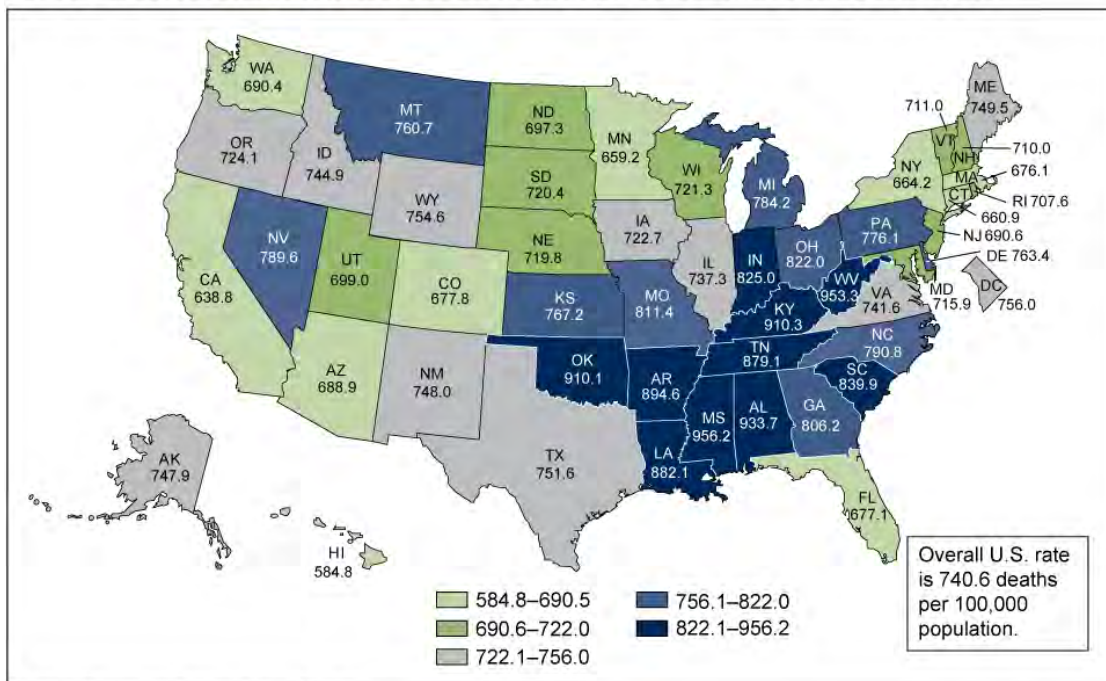 WA
690.4
MT
760.7
ND
697.3
MN
659.2
ME
749.5
711.0
VT
NH
710.0
OR
724.1
ID
744.9
SD
720.4
WI
721.3
MI
784.2
NY
664.2
MA
676.1
CT
RI 707.6
660.9
WY
754.6
IA
722.7
PA
776.1
NJ 690.6
DE 763.4
NV
789.6
UT
699.0
NE
719.8
IL
737.3
IN
825.0
OH
822.0
WV
953.3
VA
741.6
MD
715.9
DC
756.0
CA
638.8
CO
677.8
KS
767.2
MO
811.4
KY
910.3
NC
790.8
TN
879.1
AZ
688.9
NM
748.0
OK
910.1
AR
894.6
SC
839.9
MS
956.2
AL
933.7
GA
806.2
TX
751.6
LA
882.1
FL
677.1
AK
747.9
HI
584.8
584.8–690.5
690.6–722.0
722.1–756.0
756.1–822.0
822.1–956.2
Overall U.S. rate
is 740.6 deaths
per 100,000
population.